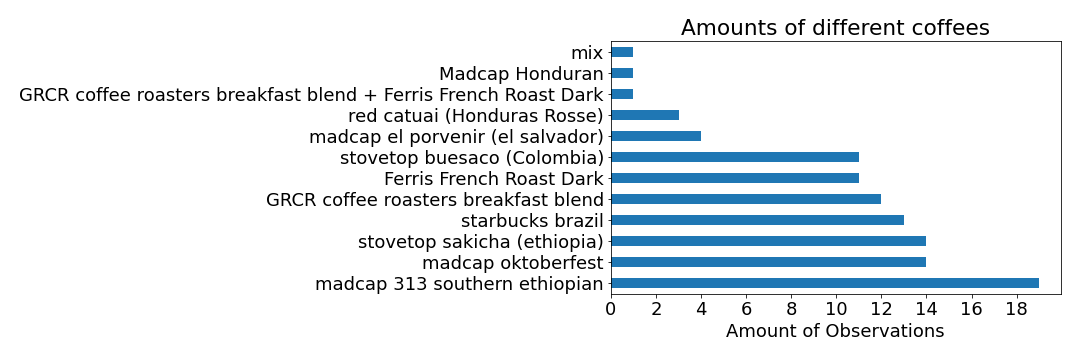 Amounts of different coffees
mix
Madcap Honduran
GRCR coffee roasters breakfast blend + Ferris French Roast Dark
red catuai (Honduras Rosse)
madcap el porvenir (el salvador)
stovetop buesaco (Colombia)
Ferris French Roast Dark
GRCR coffee roasters breakfast blend
starbucks brazil
stovetop sakicha (ethiopia)
madcap oktoberfest
madcap 313 southern ethiopian
0 2 4 6 8 10 12 14 16 18
Amount of Observations